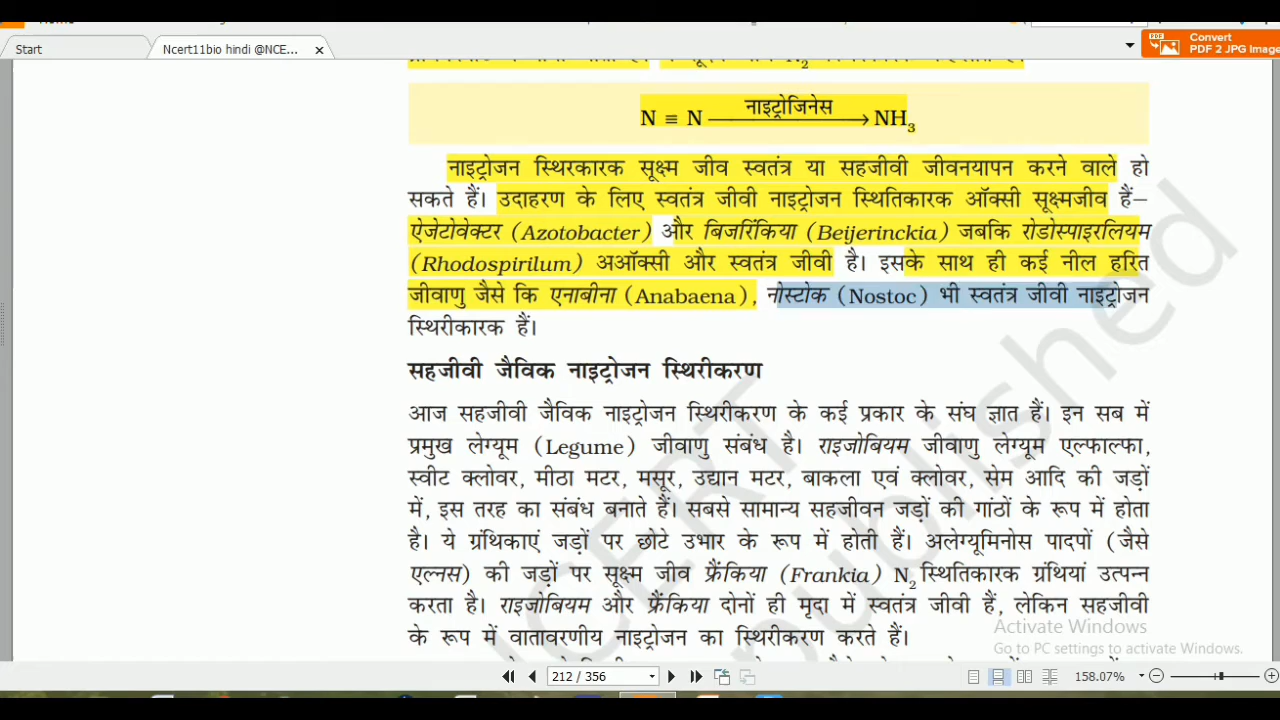 Start
Ncert11bio hindi @NCE...
Convert
PDF 2 JPG Image
N ≡ N नाइट्रोजिनेस → NH3
नाइट्रोजन स्थिरकारक सूक्ष्म जीव स्वतंत्र या सहजीवी जीवनयापन करने वाले हो
सकते हैं। उदाहरण के लिए स्वतंत्र जीवी नाइट्रोजन स्थितिकारक ऑक्सी सूक्ष्मजीव हैं–
ऐजेटोवेक्टर (Azotobacter) और बिजरिंकिया (Beijerinckia) जबकि रोडोस्पाइरलियम
(Rhodospirilum) अऑक्सी और स्वतंत्र जीवी है। इसके साथ ही कई नील हरित
जीवाणु जैसे कि एनाबीना (Anabaena), नोस्टोक (Nostoc) भी स्वतंत्र जीवी नाइट्रोजन
स्थिरीकारक हैं।
सहजीवी जैविक नाइट्रोजन स्थिरीकरण
आज सहजीवी जैविक नाइट्रोजन स्थिरीकरण के कई प्रकार के संघ ज्ञात हैं। इन सब में
प्रमुख लेग्यूम (Legume) जीवाणु संबंध है। राइजोबियम जीवाणु लेग्यूम एल्फाल्फा,
स्वीट क्लोवर, मीठा मटर, मसूर, उद्यान मटर, बाकला एवं क्लोवर, सेम आदि की जड़ों
में, इस तरह का संबंध बनाते हैं। सबसे सामान्य सहजीवन जड़ों की गांठों के रूप में होता
है। ये ग्रंथिकाएं जड़ों पर छोटे उभार के रूप में होती हैं। अलेग्यूमिनोस पादपों (जैसे
एल्नस) की जड़ों पर सूक्ष्म जीव फ्रैंकिया (Frankia) N2 स्थितिकारक ग्रंथियां उत्पन्न
करता है। राइजोबियम और फ्रैंकिया दोनों ही मृदा में स्वतंत्र जीवी हैं, लेकिन सहजीवी
के रूप में वातावरणीय नाइट्रोजन का स्थिरीकरण करते हैं।
NCERT
published
Activate Windows
Go to PC settings to activate Windows.
212 / 356
158.07%